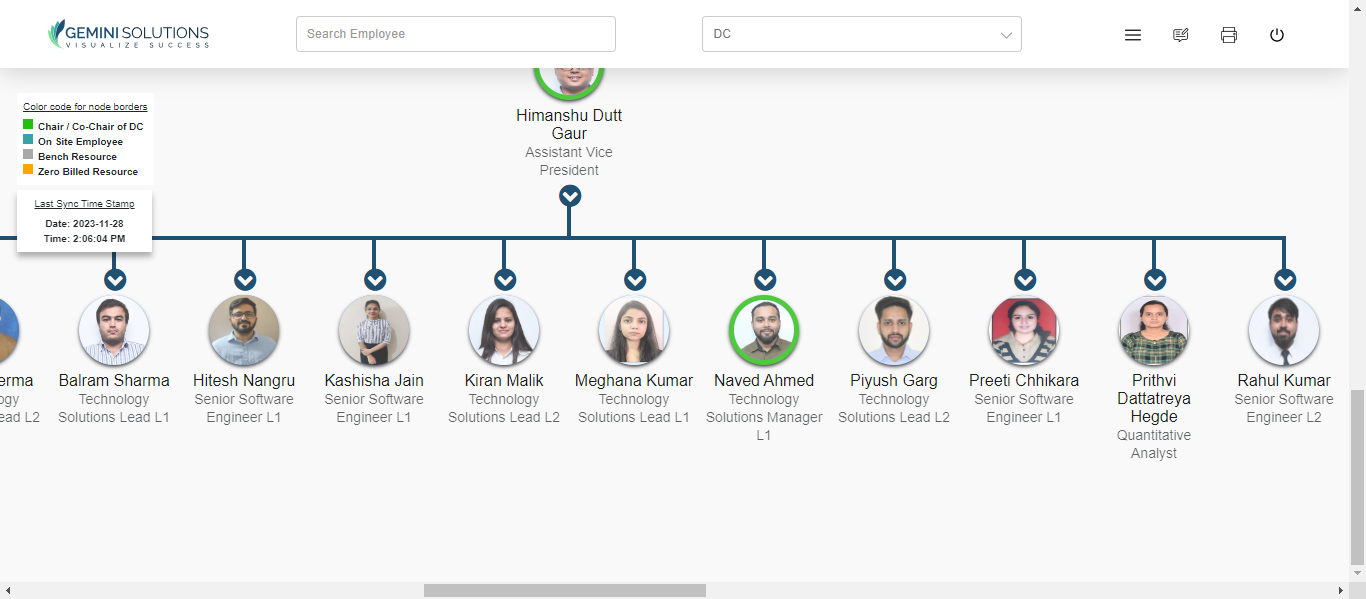 GEMINI SOLUTIONS
VISUALIZE SUCCESS
Search Employee
DC
Color code for node borders
Chair / Co-Chair of DC
On Site Employee
Bench Resource
Zero Billed Resource
Last Sync Time Stamp
Date: 2023-11-28
Time: 2:06:04 PM
Himanshu Dutt
Gaur
Assistant Vice
President
erma
ogy
ead L2
Balram Sharma
Technology
Solutions Lead L1
Hitesh Nangru
Senior Software
Engineer L1
Kashisha Jain
Senior Software
Engineer L1
Kiran Malik
Technology
Solutions Lead L2
Meghana Kumar
Technology
Solutions Lead L1
Naved Ahmed
Technology
Solutions Manager
L1
Piyush Garg
Technology
Solutions Lead L2
Preeti Chhikara
Senior Software
Engineer L1
Prithvi
Dattatreya
Hegde
Quantitative
Analyst
Rahul Kumar
Senior Software
Engineer L2